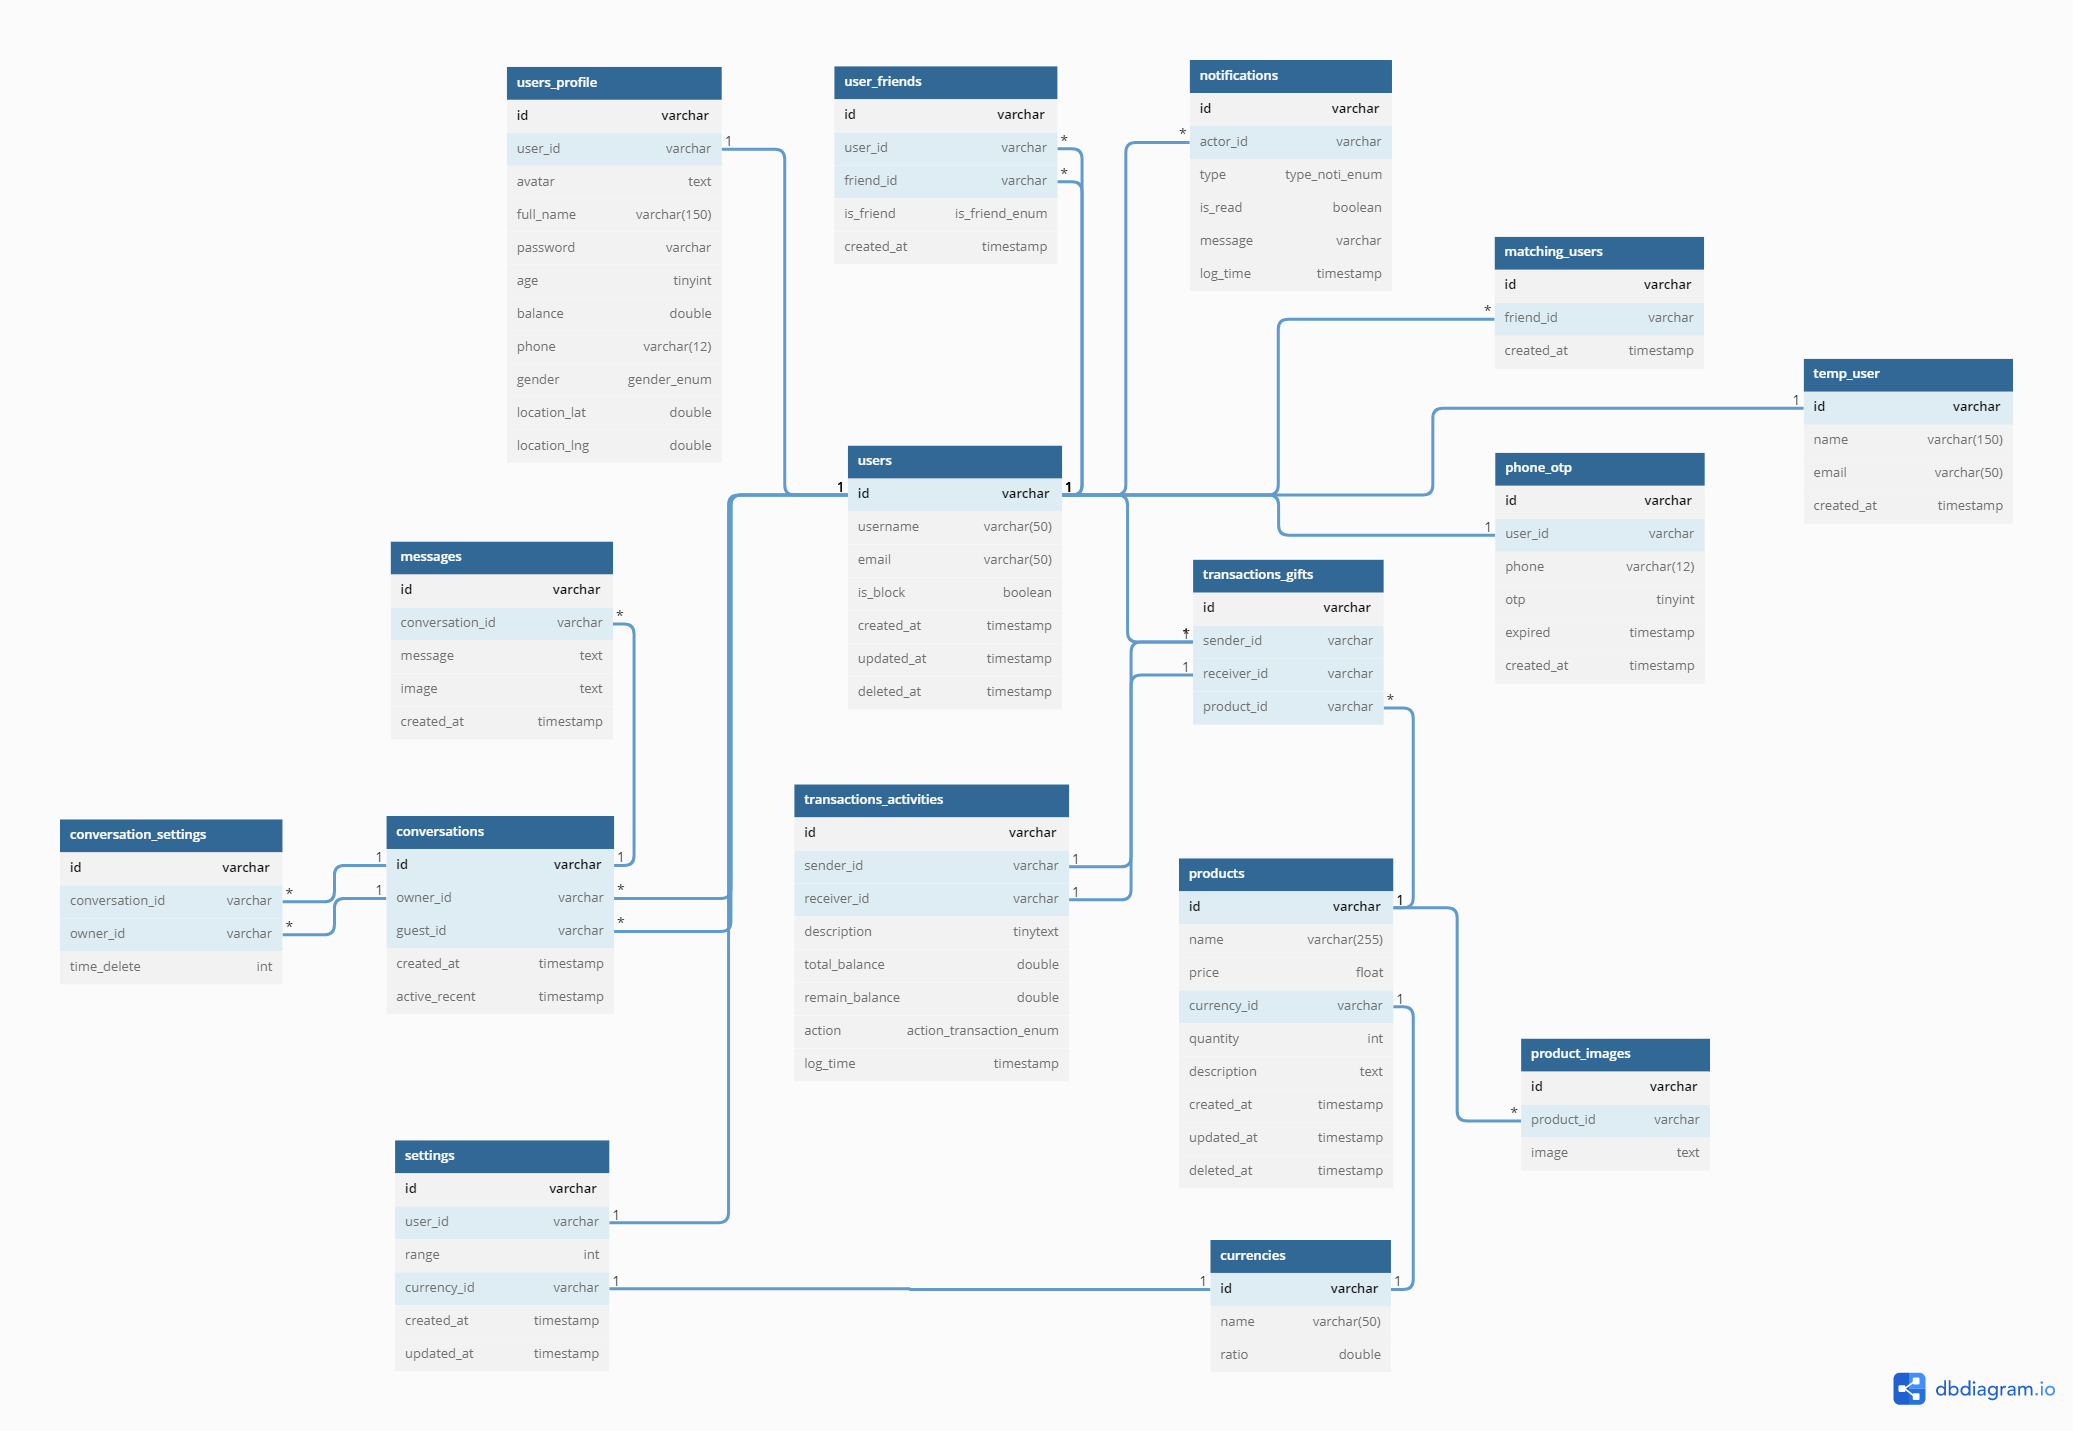 users_profile
id varchar
user_id varchar 1
avatar text
full_name varchar(150)
password varchar
age tinyint
balance double
phone varchar(12)
gender gender_enum
location_lat double
location_lng double
user_friends
id varchar
user_id varchar *
friend_id varchar *
is_friend is_friend_enum
created_at timestamp
notifications
id varchar
* actor_id varchar
type type_noti_enum
is_read boolean
message varchar
log_time timestamp
matching_users
id varchar
* friend_id varchar
created_at timestamp
temp_user
1 id varchar
name varchar(150)
email varchar(50)
created_at timestamp
users
1 id varchar 1
username varchar(50)
email varchar(50)
is_block boolean
created_at timestamp
updated_at timestamp
deleted_at timestamp
phone_otp
id varchar
1 user_id varchar
phone varchar(12)
otp tinyint
expired timestamp
created_at timestamp
messages
id varchar
conversation_id varchar *
message text
image text
created_at timestamp
transactions_gifts
id varchar
* sender_id varchar
1 receiver_id varchar
product_id varchar *
conversation_settings
id varchar
conversation_id varchar *
owner_id varchar *
time_delete int
conversations
1 id varchar 1
1 owner_id varchar *
guest_id varchar *
created_at timestamp
active_recent timestamp
transactions_activities
id varchar
sender_id varchar 1
receiver_id varchar 1
description tinytext
total_balance double
remain_balance double
action action_transaction_enum
log_time timestamp
products
id varchar 1
name varchar(255)
price float
currency_id varchar 1
quantity int
description text
created_at timestamp
updated_at timestamp
deleted_at timestamp
product_images
id varchar
* product_id varchar
image text
settings
id varchar
user_id varchar 1
range int
currency_id varchar 1
created_at timestamp
updated_at timestamp
currencies
1 id varchar 1
name varchar(50)
ratio double
dbdiagram.io